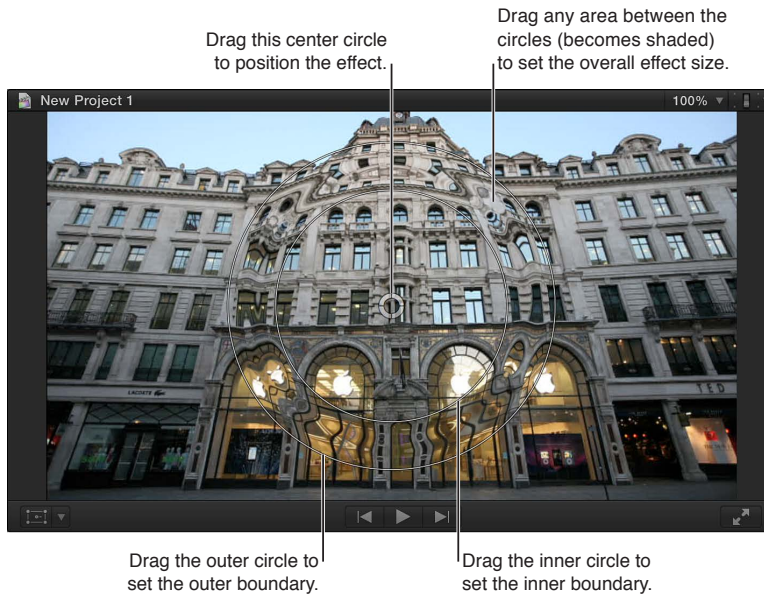 Drag this center circle
to position the effect.
Drag any area between the
circles (becomes shaded)
to set the overall effect size.
New Project 1
100%
LACOSTE
TED
Drag the outer circle to
set the outer boundary.
Drag the inner circle to
set the inner boundary.